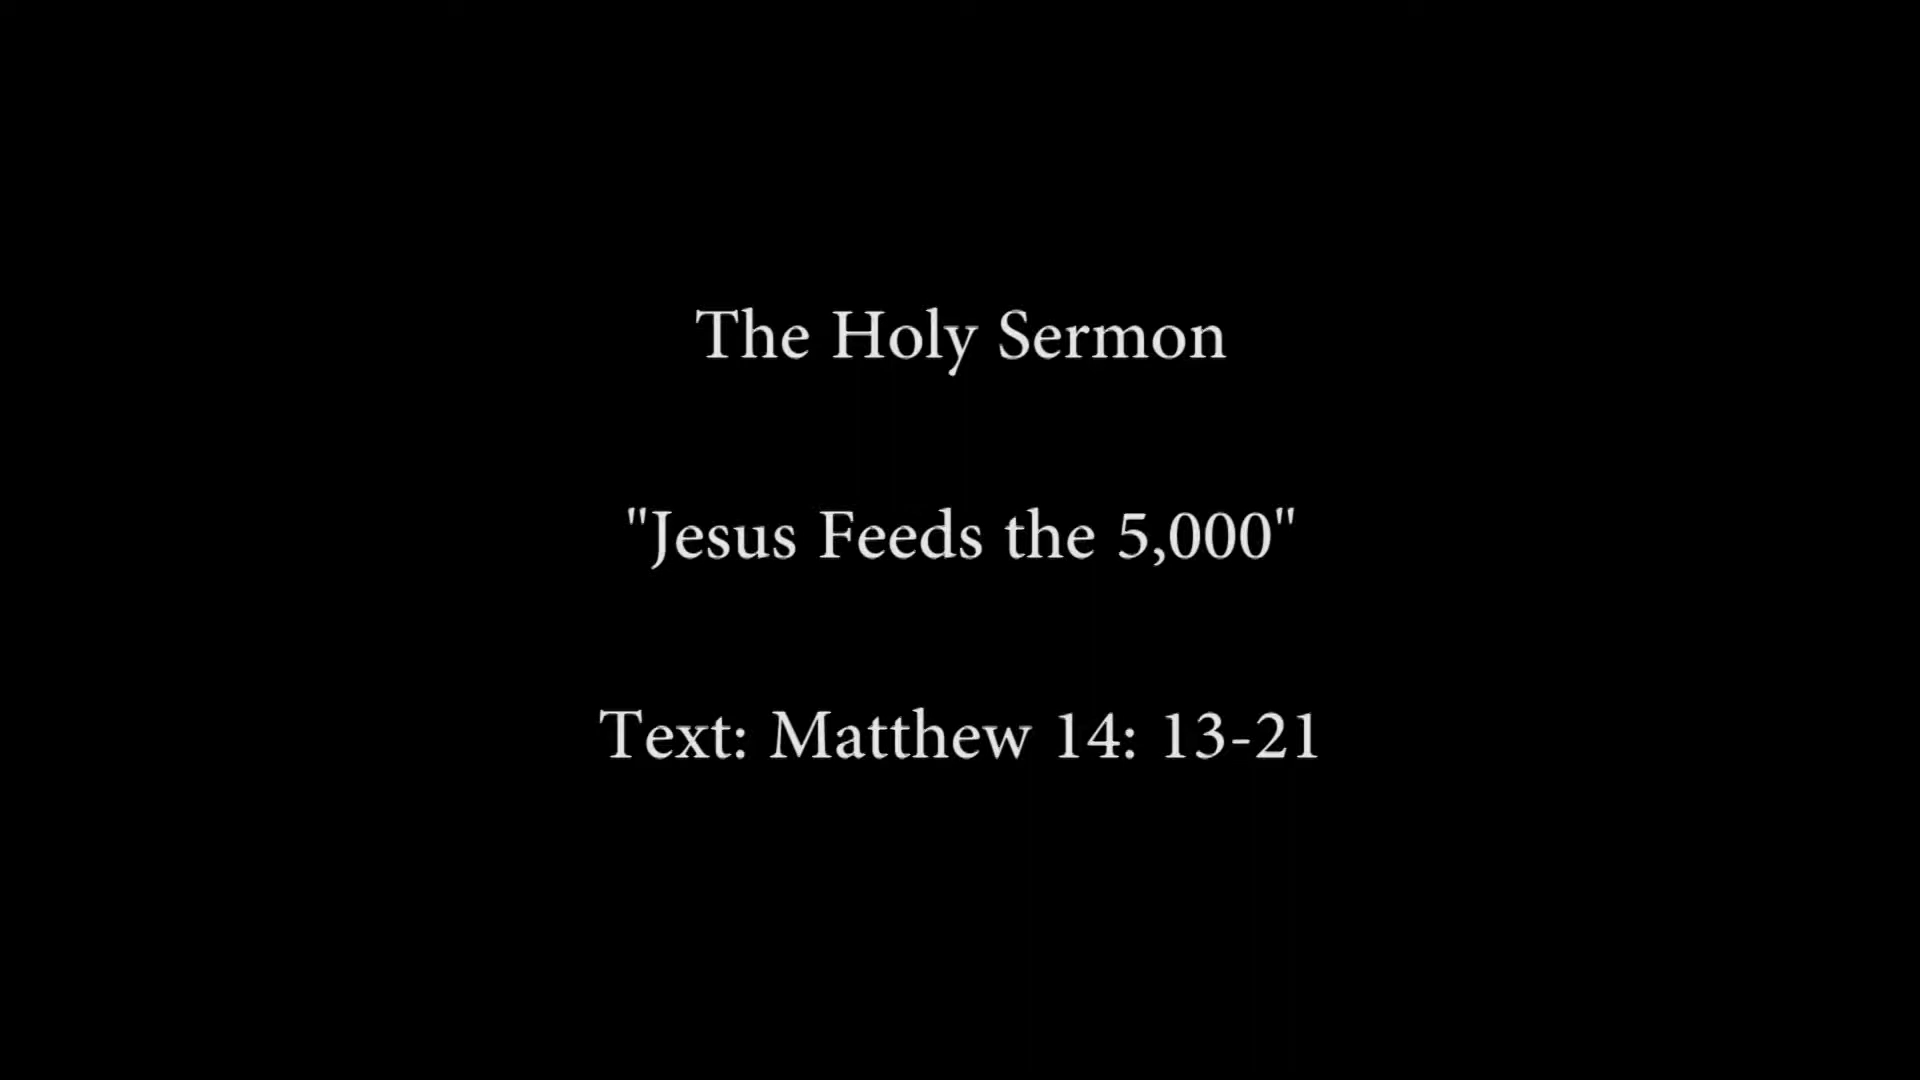 The Holy Sermon
"Jesus Feeds the 5,000"
Text: Matthew 14: 13-21